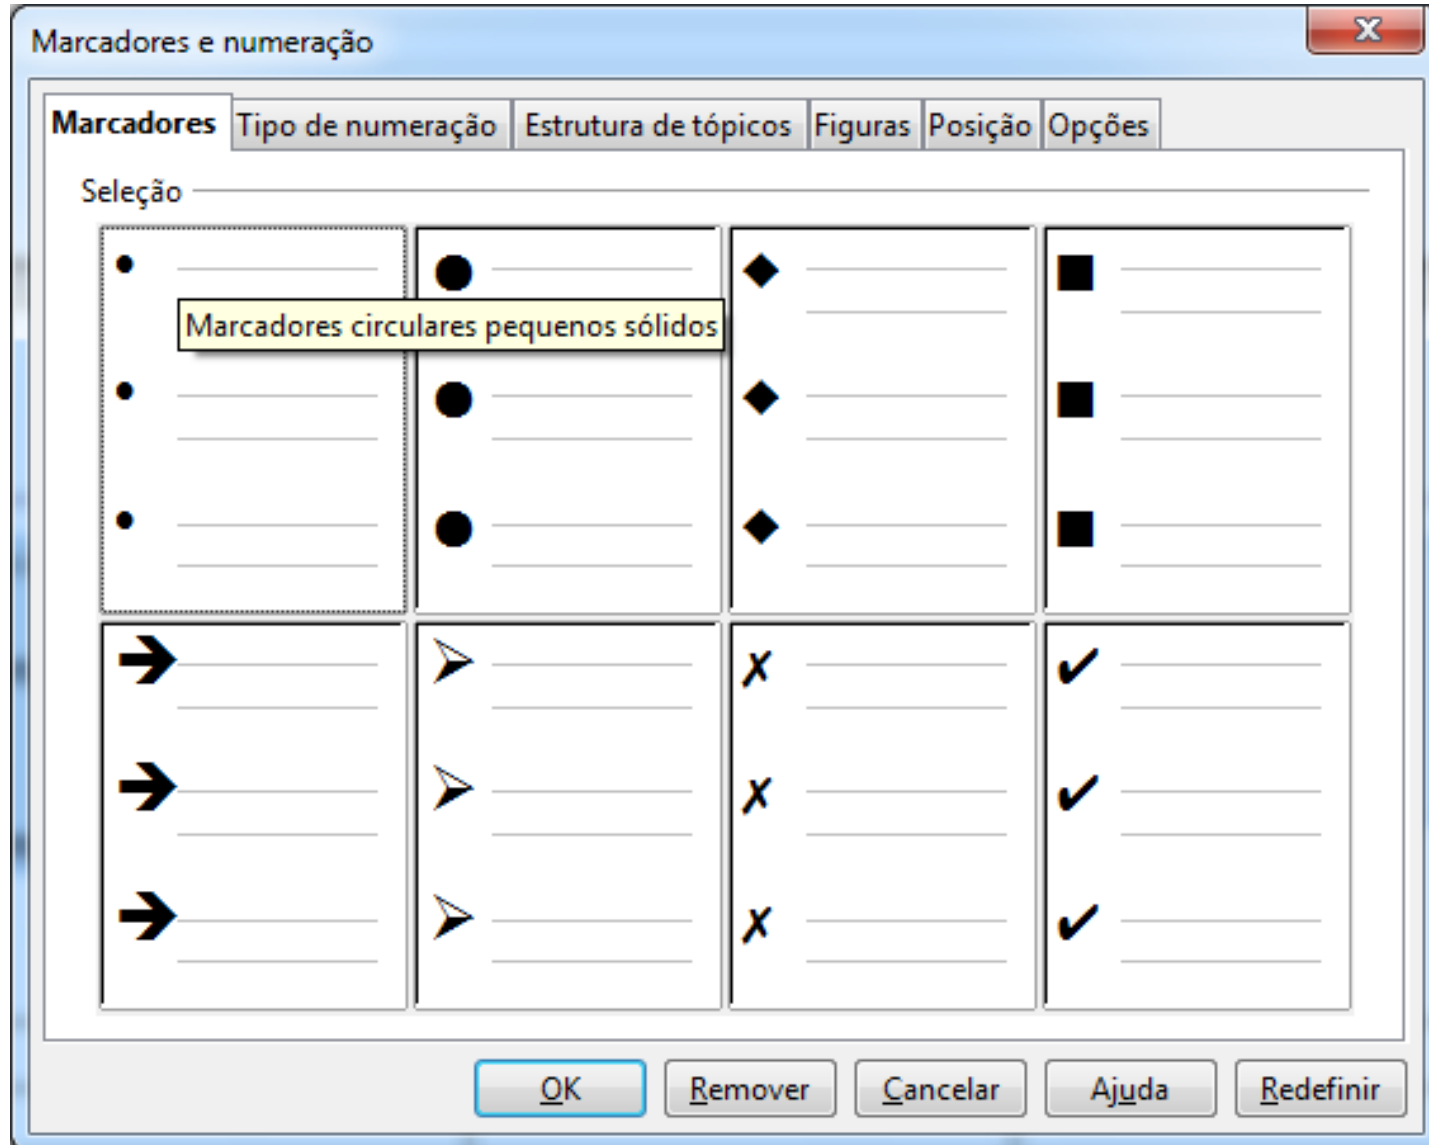 Marcadores e numeração
Marcadores Tipo de numeração Estrutura de tópicos Figuras Posição Opções
Seleção
Marcadores circulares pequenos sólidos
OK Remover Cancelar Ajuda Redefinir